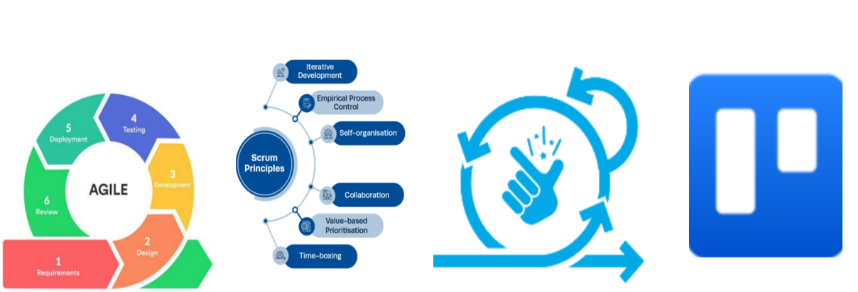 1
Requirements
2
Design
3
Development
4
Testing
5
Deployment
6
Review
AGILE
Scrum
Principles
Iterative
Development
Empirical Process
Control
Self-organisation
Collaboration
Value-based
Prioritisation
Time-boxing